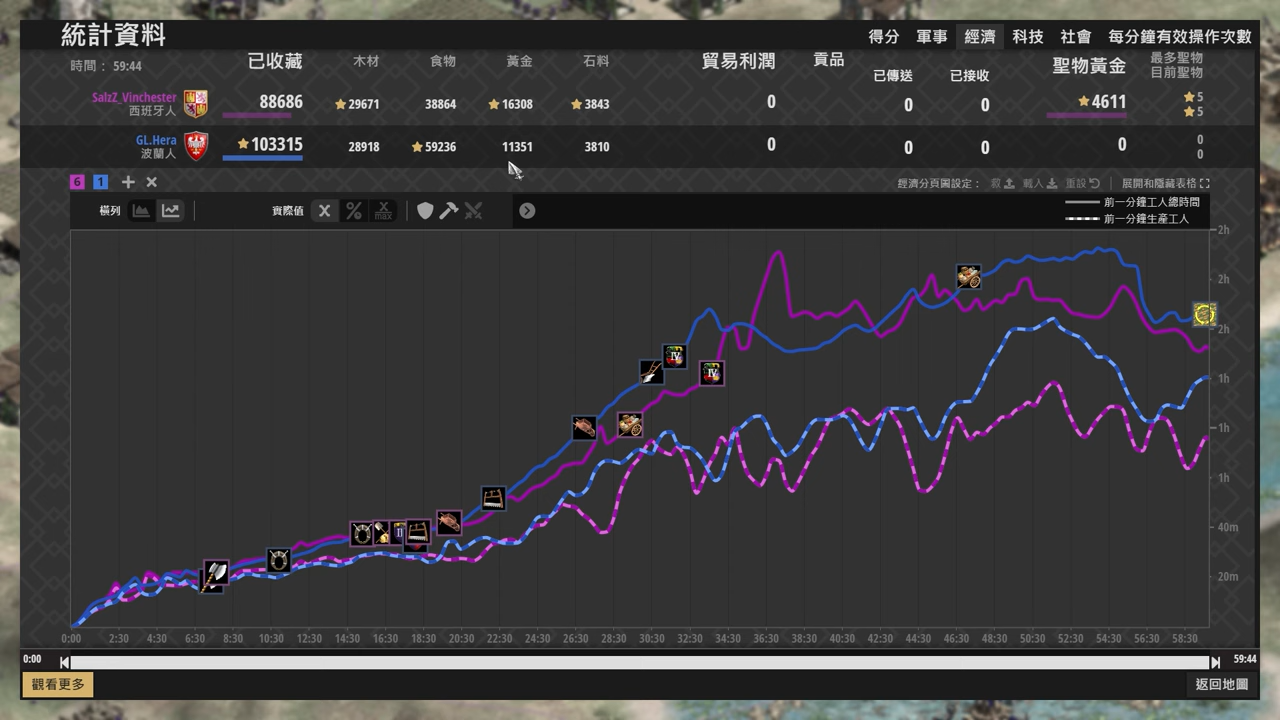 統計資料
得分 軍事 經濟 科技 社會 每分鐘有效操作次數
時間： 59:44
已收藏 木材 食物 黃金 石料 貿易利潤 貢品 已傳送 已接收 聖物黃金 最多聖物 目前聖物
SalzZ_Vinchester 88686 29671 38864 16308 3843 0 0 0 4611 5
西班牙人 5
GL.Hera 103315 28918 59236 11351 3810 0 0 0 0 0
波蘭人 0
6 1 + ×
經濟分頁圖設定： 載入 重設 展開和隱藏表格
橫列 實際值 X % X max
前一分鐘工人總時間
前一分鐘生產工人
2h
2h
2h
1h
1h
1h
40m
20m
IV IV II
0:00 2:30 4:30 6:30 8:30 10:30 12:30 14:30 16:30 18:30 20:30 22:30 24:30 26:30 28:30 30:30 32:30 34:30 36:30 38:30 40:30 42:30 44:30 46:30 48:30 50:30 52:30 54:30 56:30 58:30
0:00 59:44
觀看更多 返回地圖